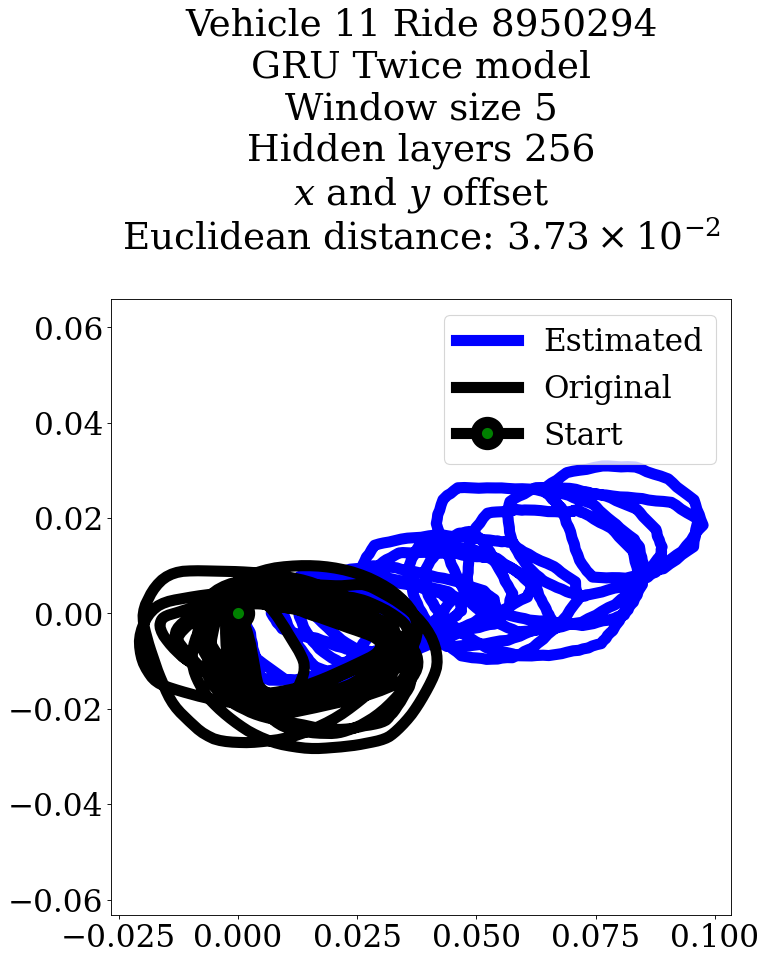 Vehicle 11 Ride 8950294
GRU Twice model
Window size 5
Hidden layers 256
x and y offset
Euclidean distance: 3.73 × 10⁻²
Estimated
Original
Start
0.06
0.04
0.02
0.00
−0.02
−0.04
−0.06
−0.025 0.000 0.025 0.050 0.075 0.100